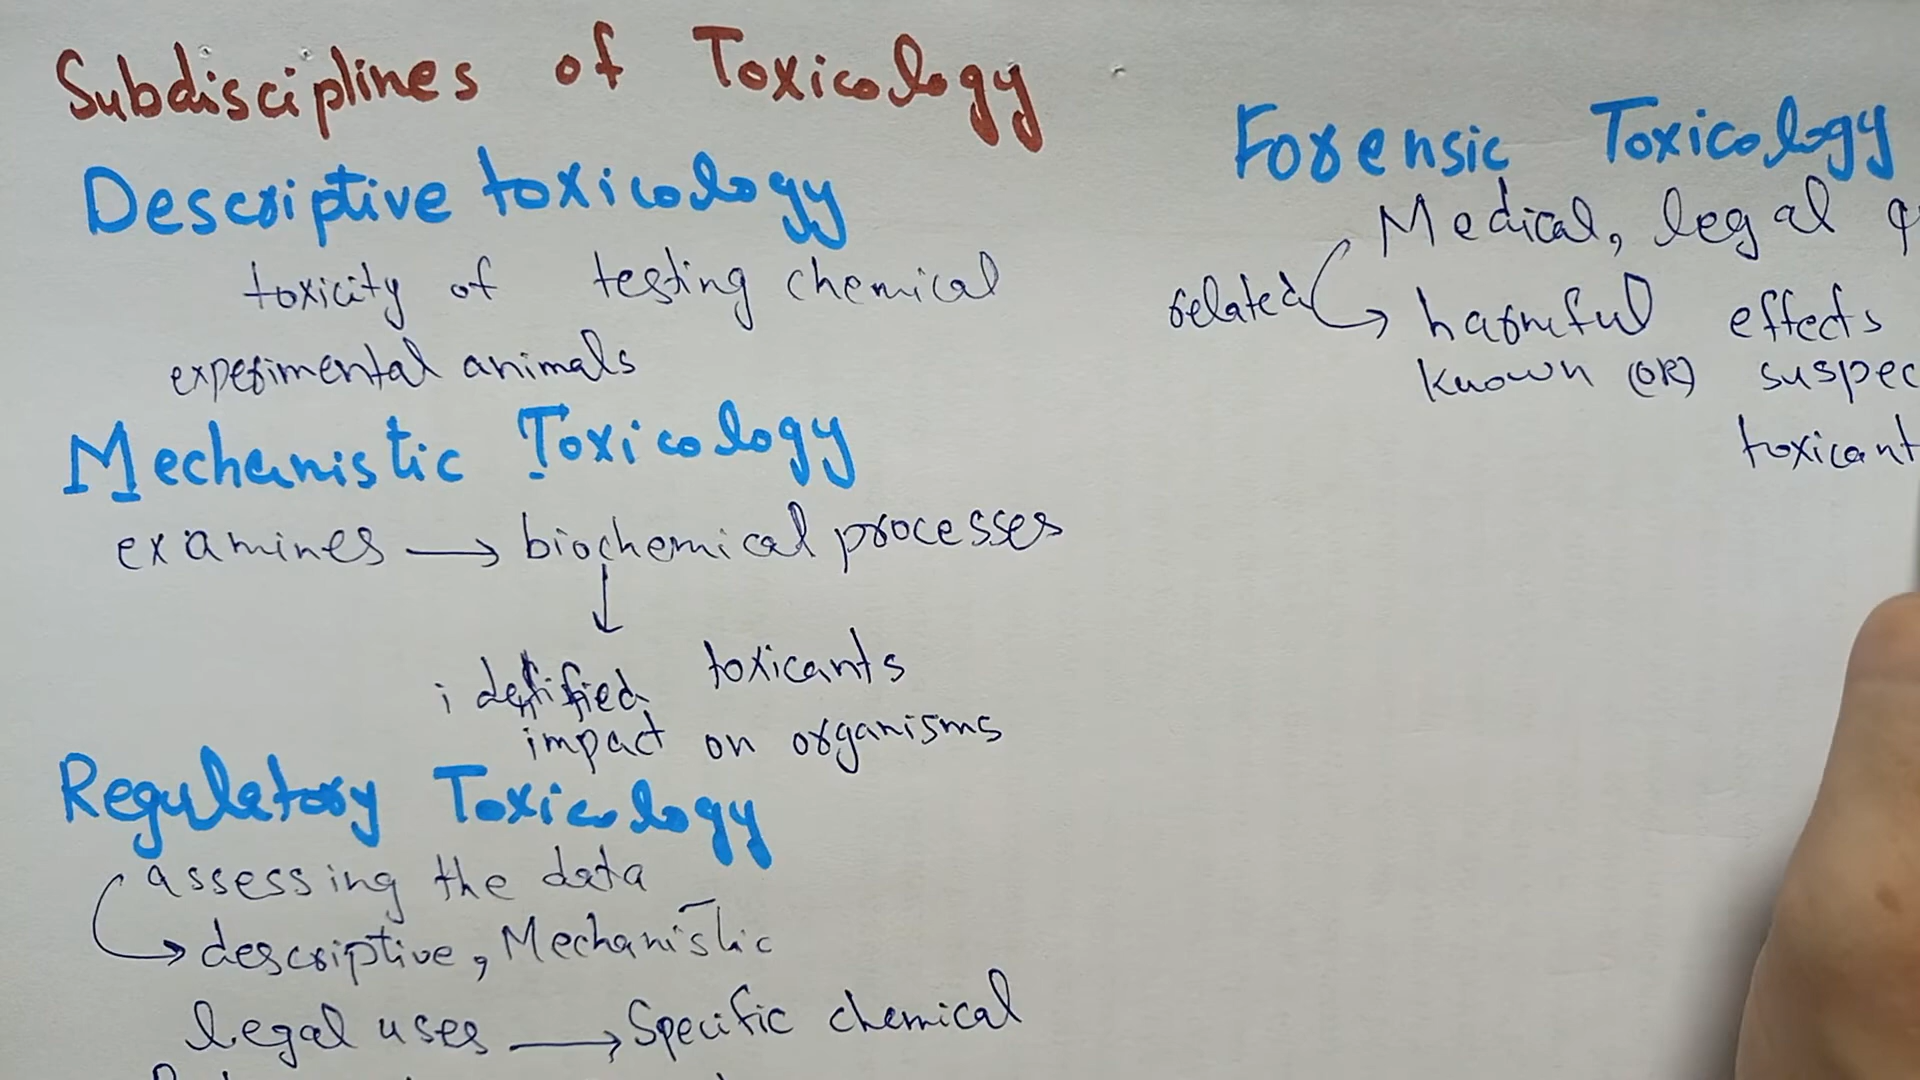 Subdisciplines of Toxicology
Descriptive toxicology
toxicity of testing chemical
experimental animals
Mechanistic Toxicology
examines → biochemical processes
↓
identified toxicants
impact on organisms
Regulatory Toxicology
assessing the data
→ descriptive, Mechanistic
legal uses → Specific chemical
Forensic Toxicology
Medical, legal
related → harmful effects
known (OR) suspec
toxicant